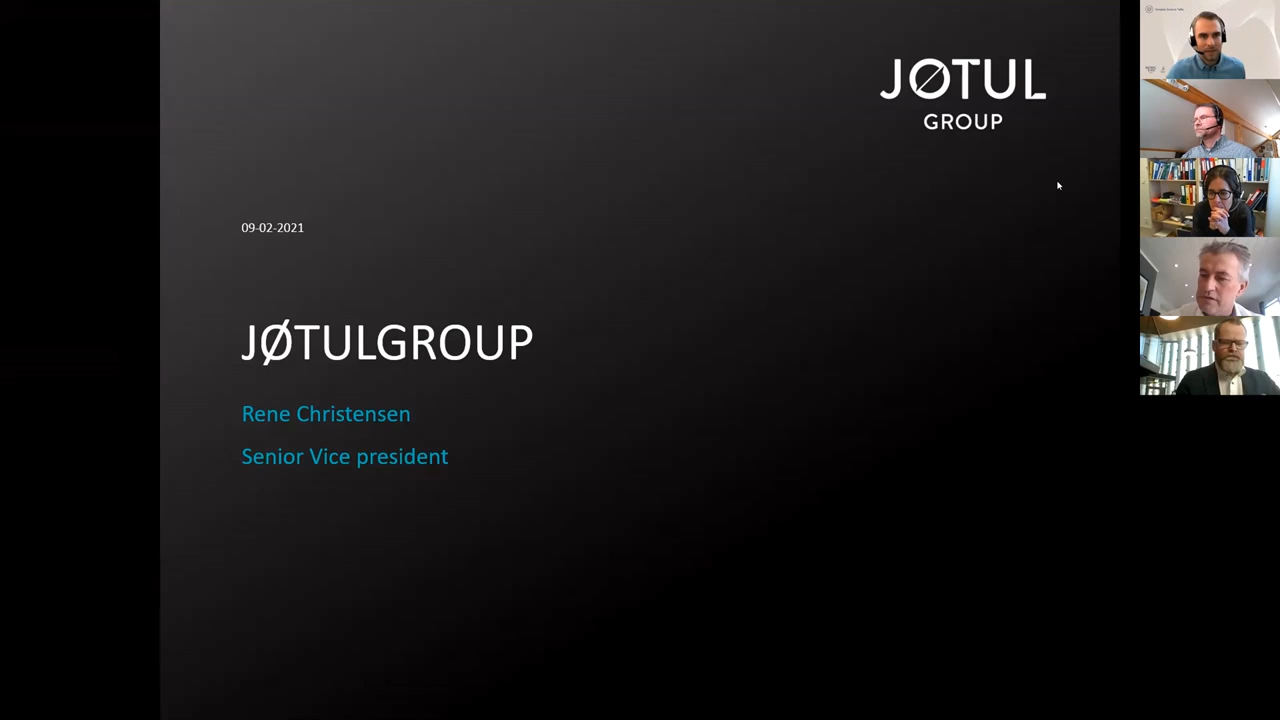 JØTUL
GROUP
09-02-2021
JØTULGROUP
Rene Christensen
Senior Vice president